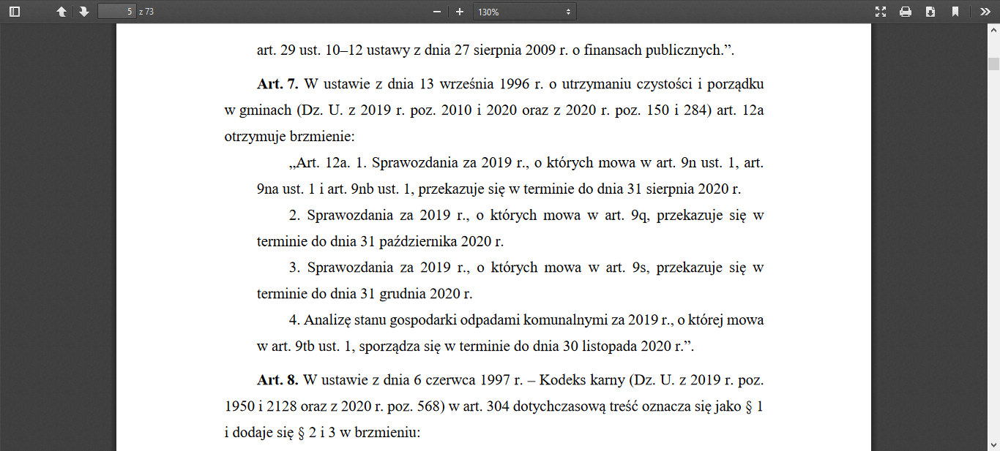 5 z 73 130%
art. 29 ust. 10–12 ustawy z dnia 27 sierpnia 2009 r. o finansach publicznych.”.
Art. 7. W ustawie z dnia 13 września 1996 r. o utrzymaniu czystości i porządku
w gminach (Dz. U. z 2019 r. poz. 2010 i 2020 oraz z 2020 r. poz. 150 i 284) art. 12a
otrzymuje brzmienie:
„Art. 12a. 1. Sprawozdania za 2019 r., o których mowa w art. 9n ust. 1, art.
9na ust. 1 i art. 9nb ust. 1, przekazuje się w terminie do dnia 31 sierpnia 2020 r.
2. Sprawozdania za 2019 r., o których mowa w art. 9q, przekazuje się w
terminie do dnia 31 października 2020 r.
3. Sprawozdania za 2019 r., o których mowa w art. 9s, przekazuje się w
terminie do dnia 31 grudnia 2020 r.
4. Analizę stanu gospodarki odpadami komunalnymi za 2019 r., o której mowa
w art. 9tb ust. 1, sporządza się w terminie do dnia 30 listopada 2020 r.”.
Art. 8. W ustawie z dnia 6 czerwca 1997 r. – Kodeks karny (Dz. U. z 2019 r. poz.
1950 i 2128 oraz z 2020 r. poz. 568) w art. 304 dotychczasową treść oznacza się jako § 1
i dodaje się § 2 i 3 w brzmieniu: